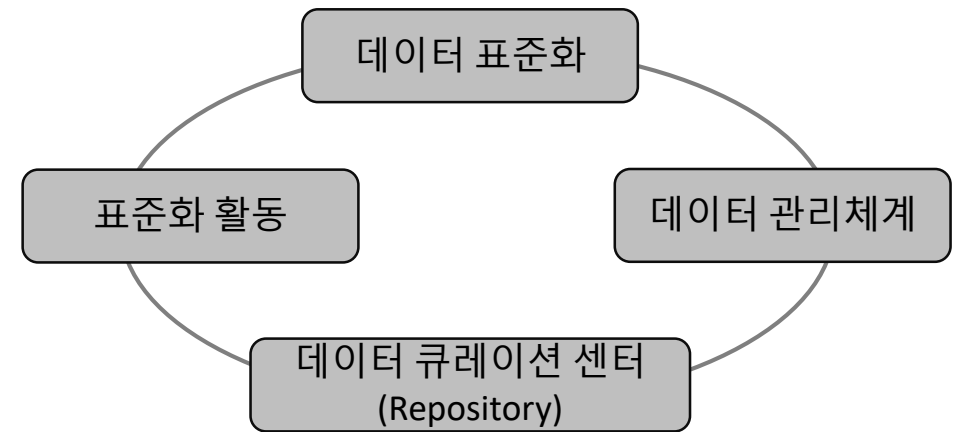 데이터 표준화
표준화 활동
데이터 관리체계
데이터 큐레이션 센터
(Repository)